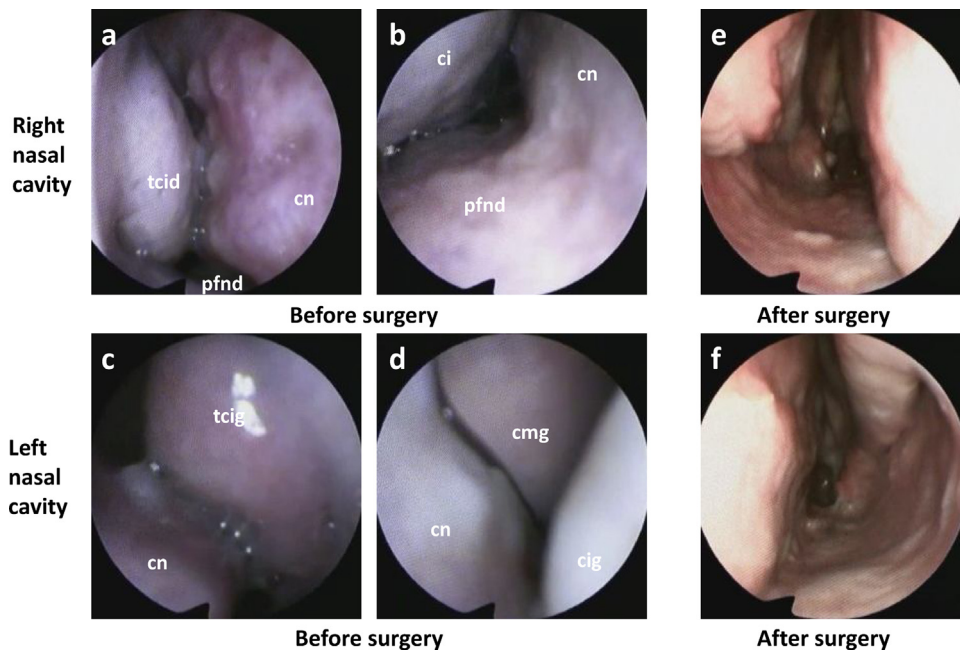 a
b
e
ci
cn
Right
nasal
cavity
tcid
cn
pfnd
pfnd
Before surgery
After surgery
c
d
f
tcig
cmg
Left
nasal
cavity
cn
cn
cig
Before surgery
After surgery